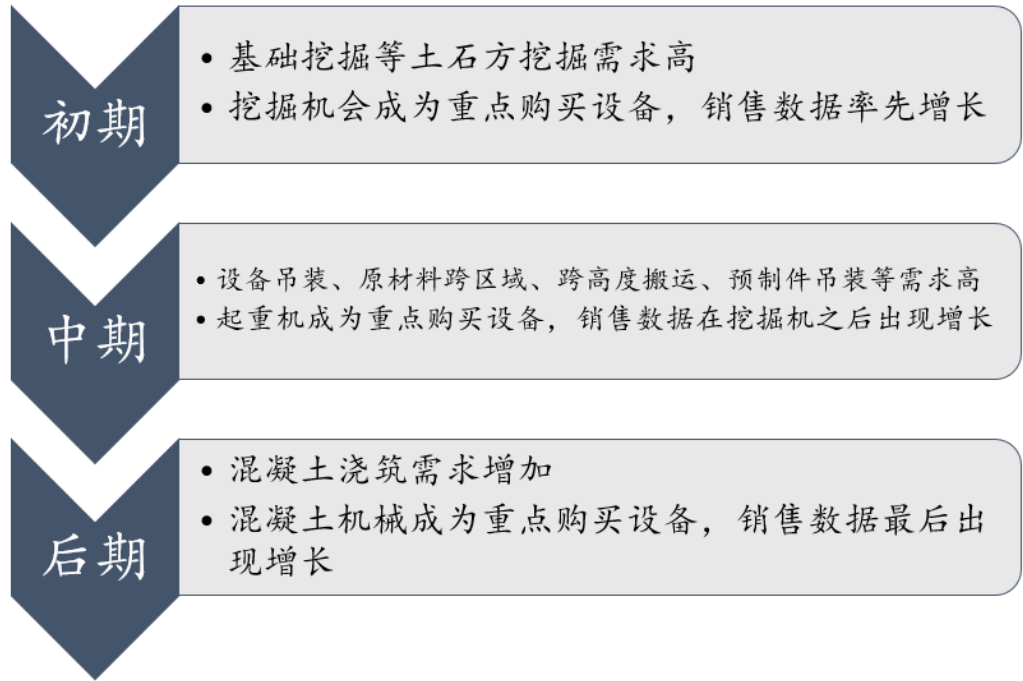 初期
• 基础挖掘等土石方挖掘需求高
• 挖掘机会成为重点购买设备，销售数据率先增长
中期
• 设备吊装、原材料跨区域、跨高度搬运、预制件吊装等需求高
• 起重机成为重点购买设备，销售数据在挖掘机之后出现增长
后期
• 混凝土浇筑需求增加
• 混凝土机械成为重点购买设备，销售数据最后出
现增长